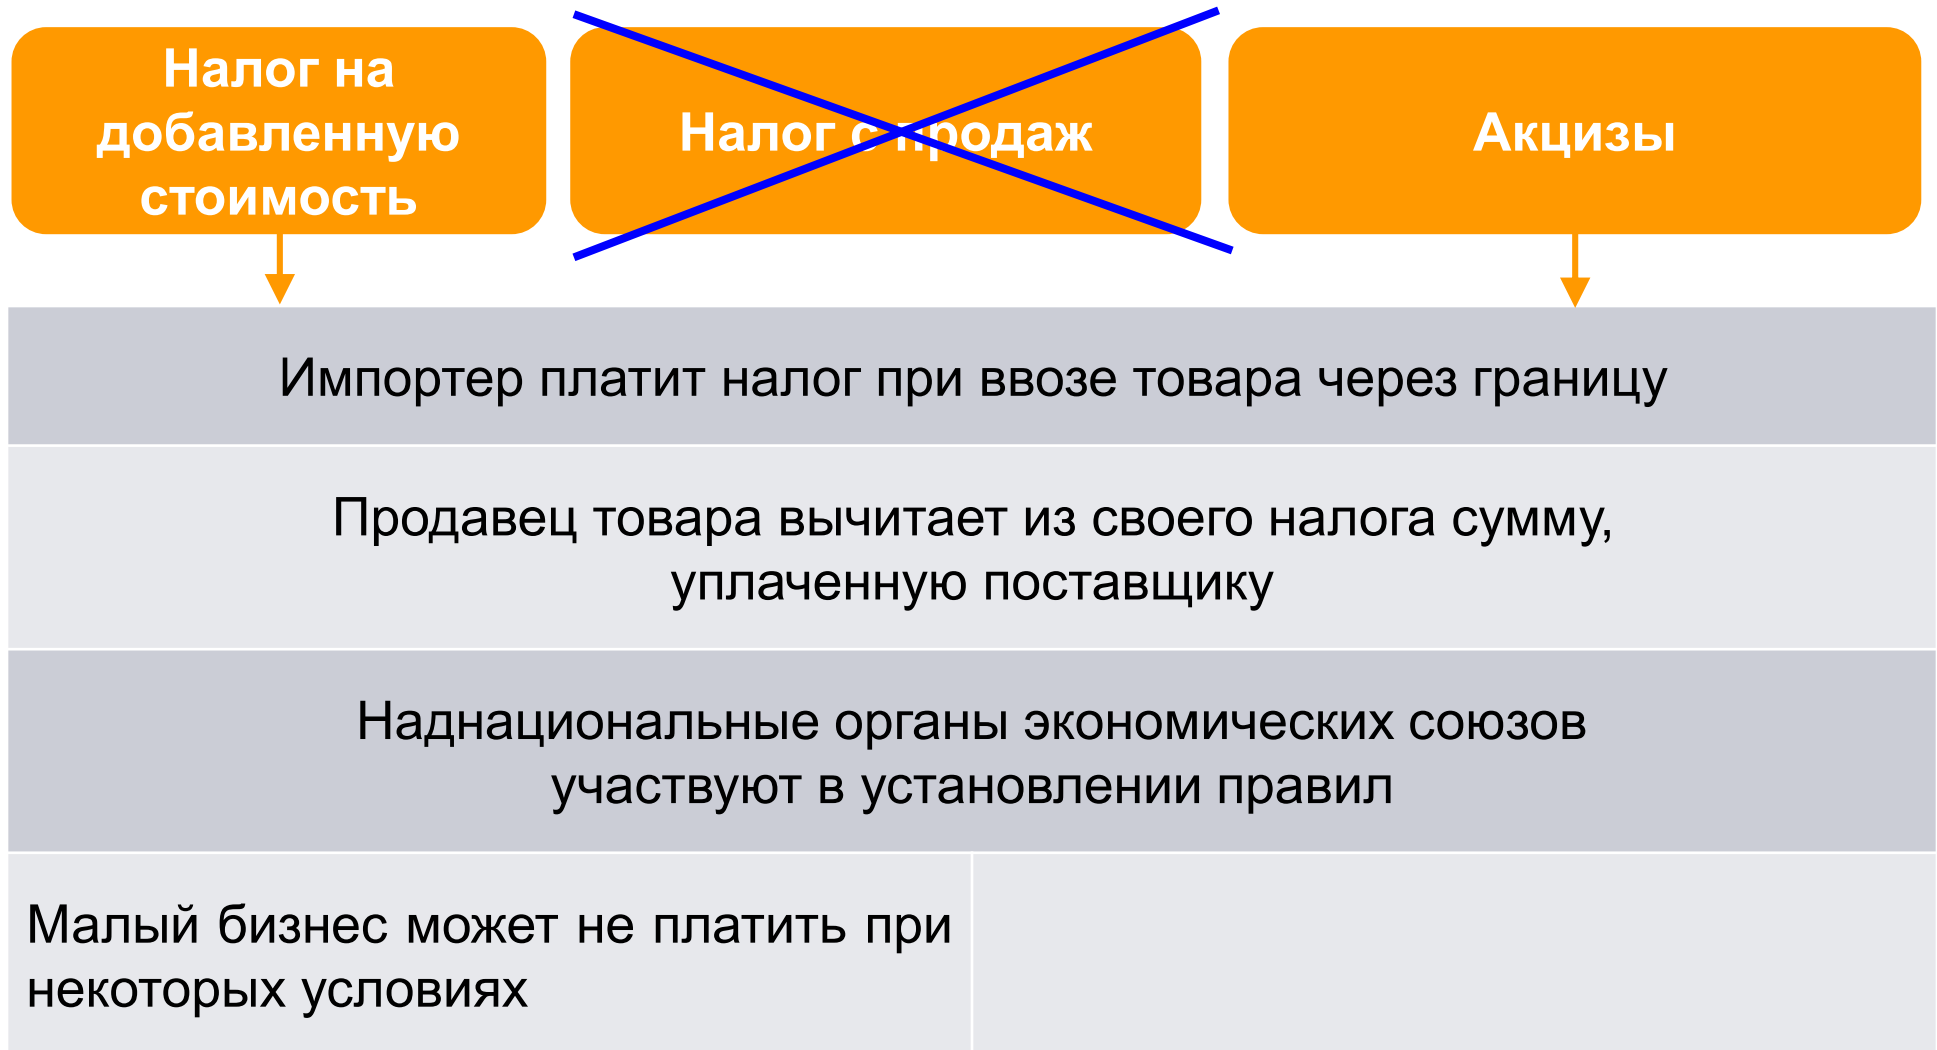 Налог на
добавленную
стоимость
Налог с продаж
Акцизы
Импортер платит налог при ввозе товара через границу
Продавец товара вычитает из своего налога сумму,
уплаченную поставщику
Наднациональные органы экономических союзов
участвуют в установлении правил
Малый бизнес может не платить при
некоторых условиях